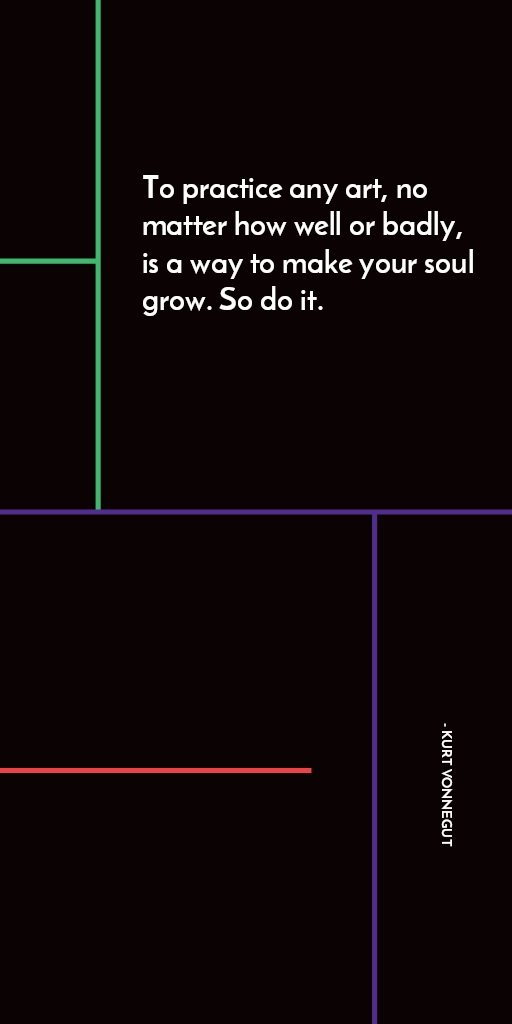 To practice any art, no
matter how well or badly,
is a way to make your soul
grow. So do it.
- KURT VONNEGUT